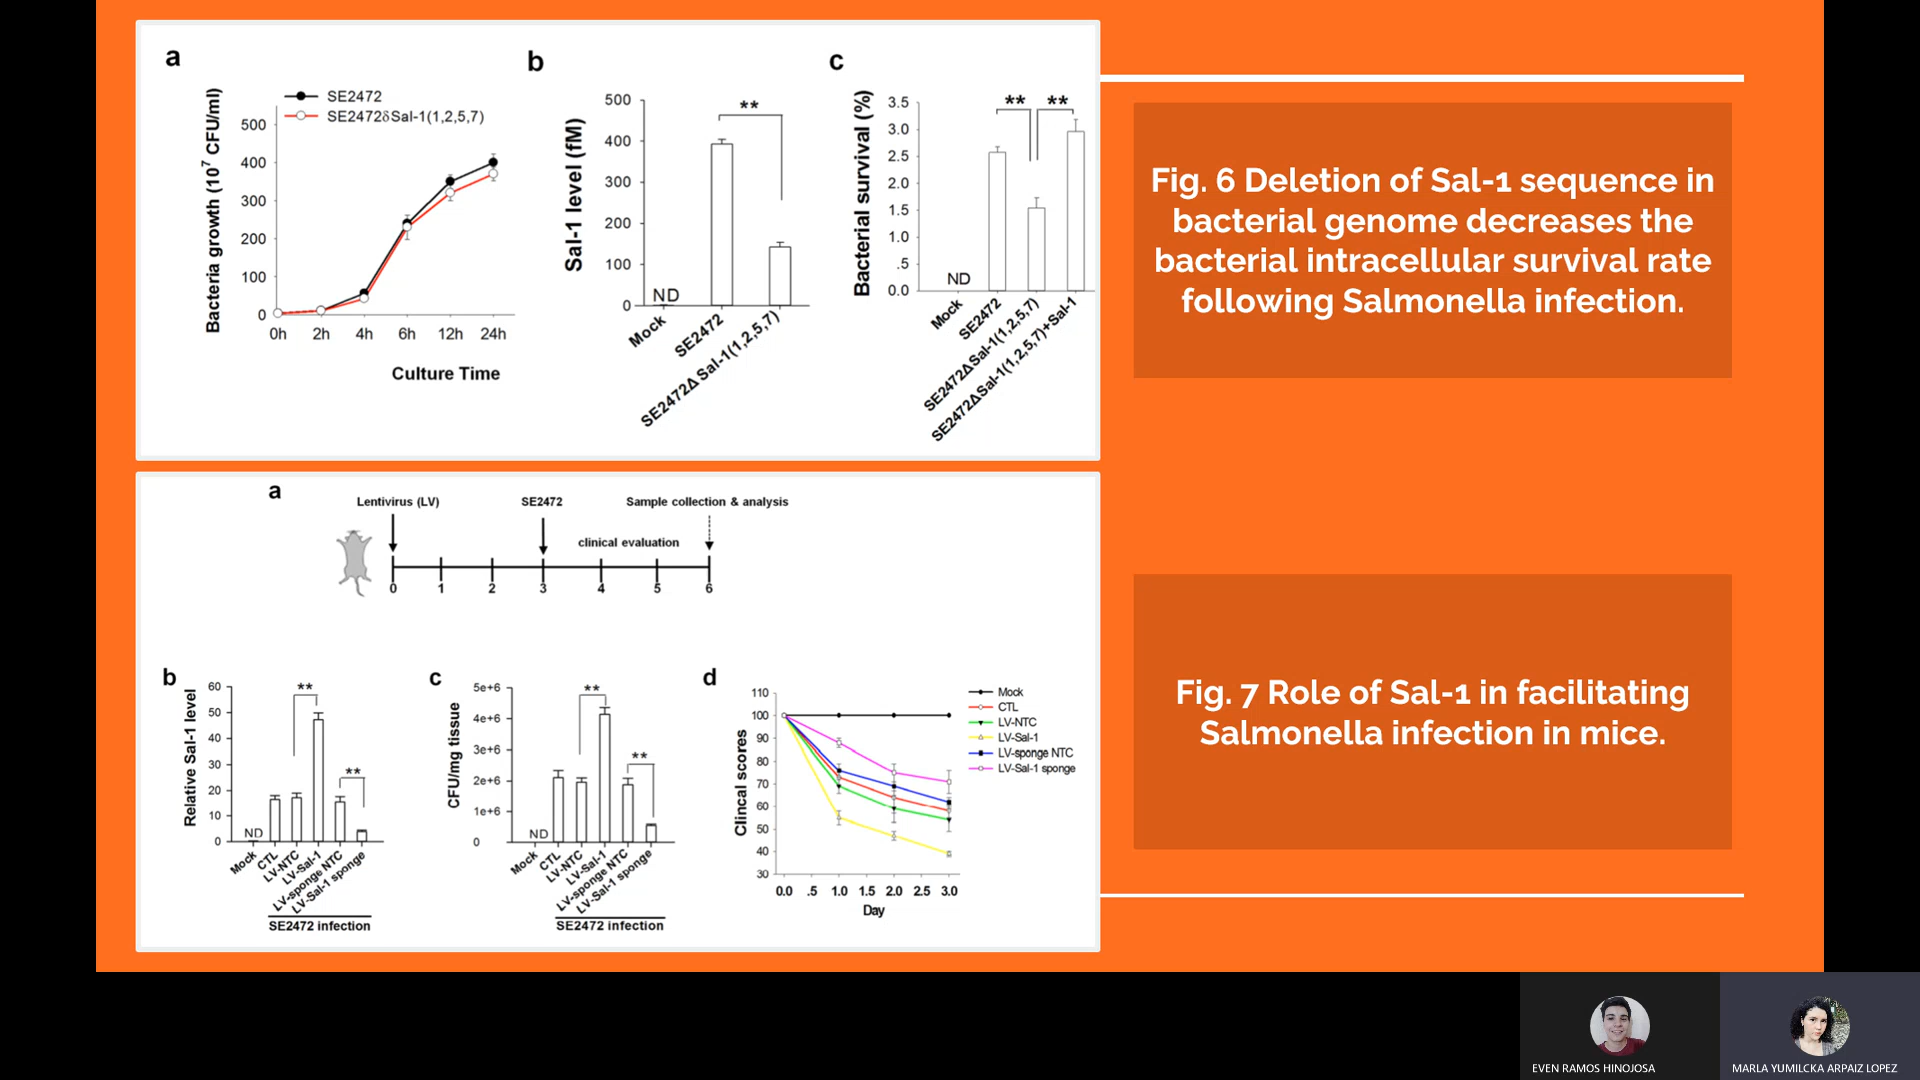 a
SE2472
SE2472δSal-1(1,2,5,7)
Bacteria growth (10⁷ CFU/ml)
500
400
300
200
100
0
0h 2h 4h 6h 12h 24h
Culture Time
b
Sal-1 level (fM)
500
400
300
200
100
0
**
ND
Mock
SE2472
SE2472Δ Sal-1(1,2,5,7)
c
Bacterial survival (%)
3.5
3.0
2.5
2.0
1.5
1.0
.5
0.0
** **
ND
Mock
SE2472
SE2472ΔSal-1(1,2,5,7)
SE2472ΔSal-1(1,2,5,7)+Sal-1
Fig. 6 Deletion of Sal-1 sequence in
bacterial genome decreases the
bacterial intracellular survival rate
following Salmonella infection.
a
Lentivirus (LV) SE2472 Sample collection & analysis
clinical evaluation
0 1 2 3 4 5 6
b
Relative Sal-1 level
60
50
40
30
20
10
0
**
**
ND
Mock
CTL
LV-NTC
LV-Sal-1
LV-sponge NTC
LV-Sal-1 sponge
SE2472 infection
c
CFU/mg tissue
5e+6
4e+6
3e+6
2e+6
1e+6
0
**
**
ND
Mock
CTL
LV-NTC
LV-Sal-1
LV-sponge NTC
LV-Sal-1 sponge
SE2472 infection
d
Clincal scores
110
100
90
80
70
60
50
40
30
0.0 .5 1.0 1.5 2.0 2.5 3.0
Day
Mock
CTL
LV-NTC
LV-Sal-1
LV-sponge NTC
LV-Sal-1 sponge
Fig. 7 Role of Sal-1 in facilitating
Salmonella infection in mice.
EVEN RAMOS HINOJOSA
MARLA YUMILCKA ARPAIZ LOPEZ